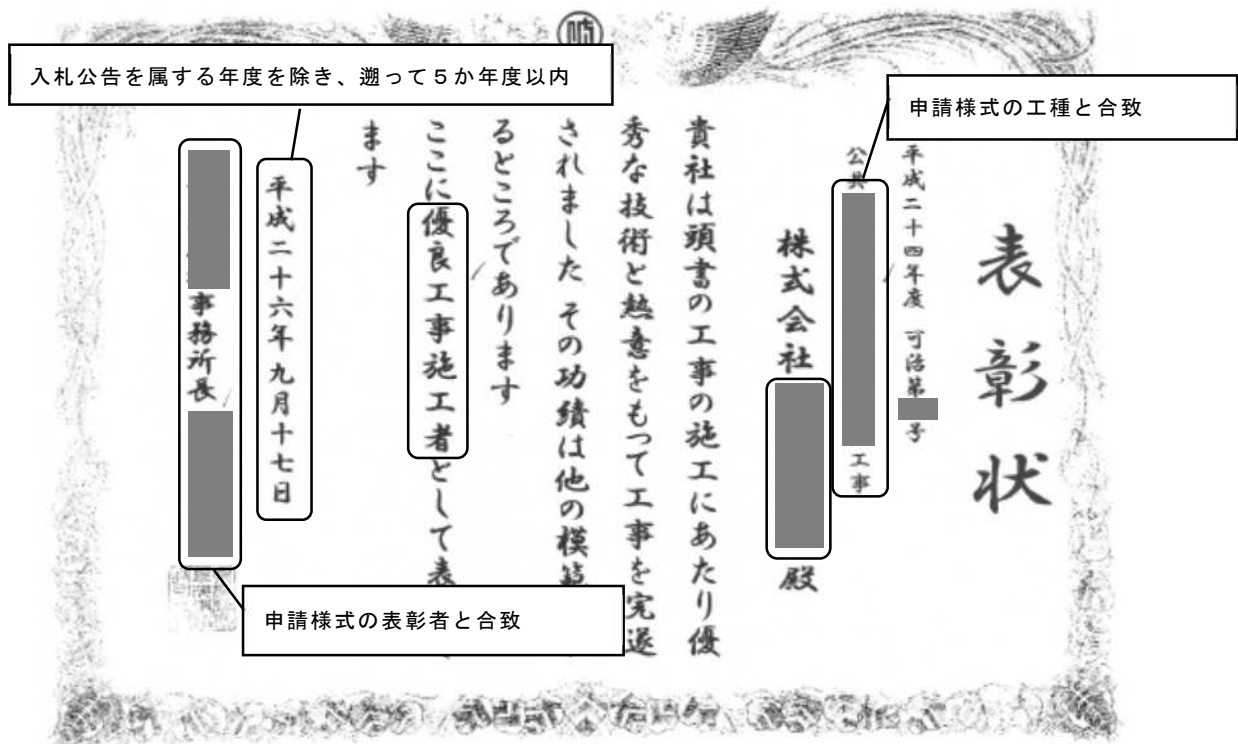 入札公告を属する年度を除き、遡って５か年度以内
申請様式の工種と合致
表彰状
平成二十四年度 可治第
号
公共
工事
株式会社
殿
貴社は頭書の工事の施工にあたり優
秀な技術と熱意をもつて工事を完遂
されました その功績は他の模範
るところであります
ここに優良工事施工者として表
ます
平成二十六年九月十七日
事務所長
申請様式の表彰者と合致